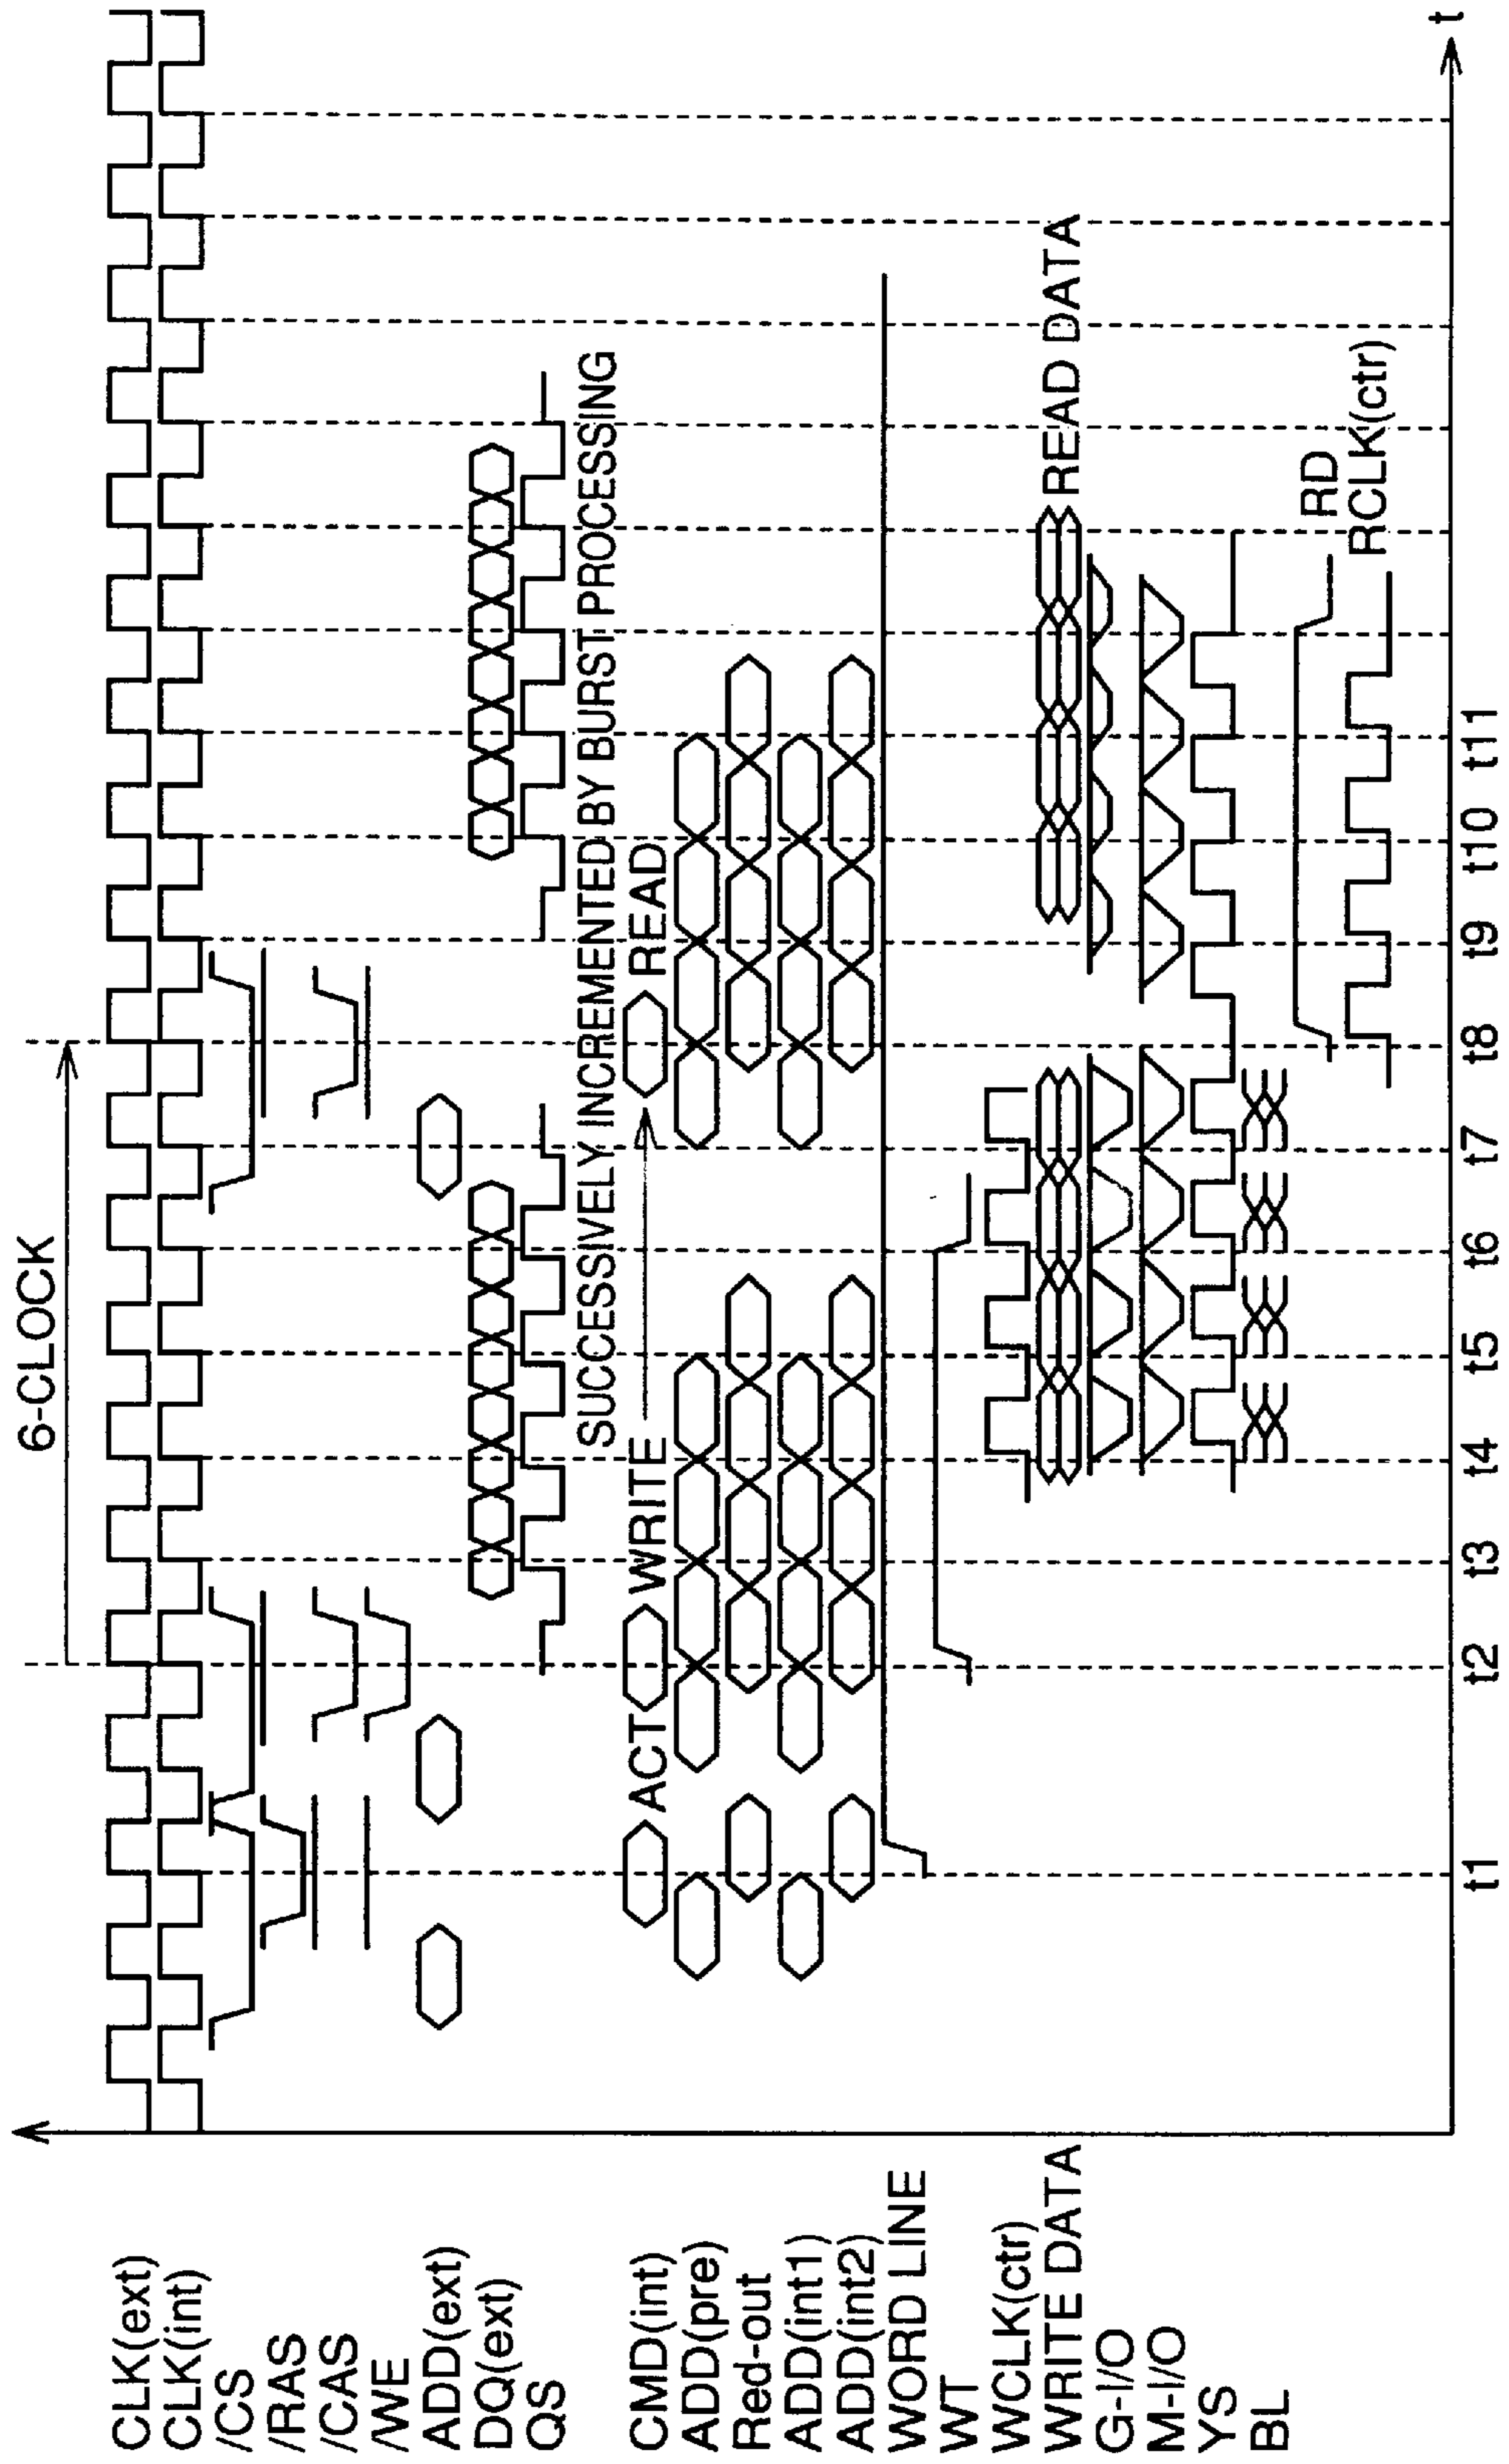 6-CLOCK
CLK(ext)
CLK(int)
/CS
/RAS
/CAS
/WE
ADD(ext)
DQ(ext)
QS
SUCCESSIVELY INCREMENTED BY BURST PROCESSING
CMD(int) ACT WRITE READ
ADD(pre)
Red-out
ADD(int1)
ADD(int2)
WORD LINE
WT
WCLK(ctr)
WRITE DATA READ DATA
G-I/O
M-I/O
YS
BL
RD
RCLK(ctr)
t1 t2 t3 t4 t5 t6 t7 t8 t9 t10 t11 t